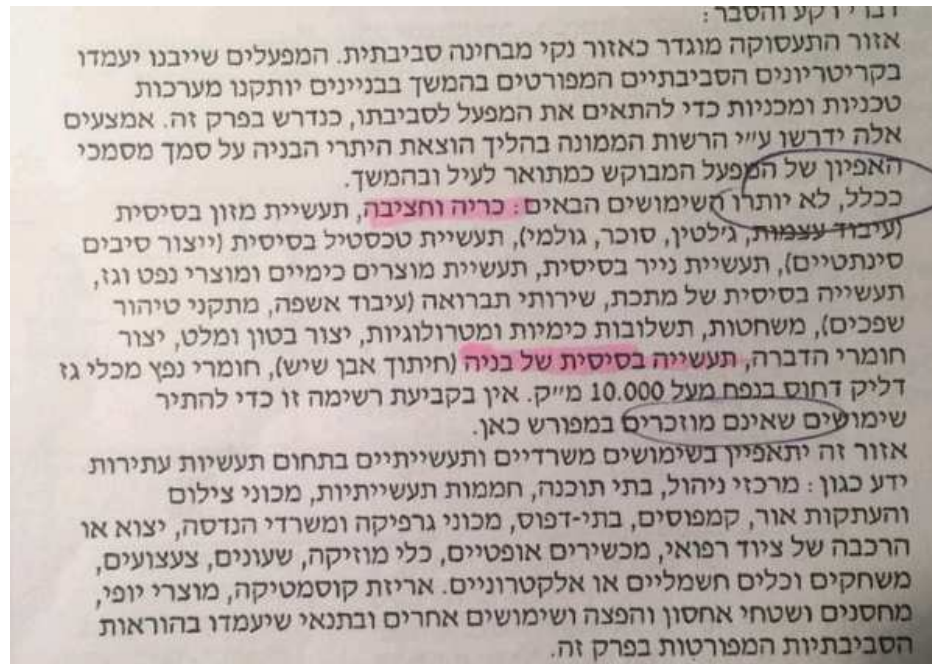 דברי רקע והסבר:
אזור התעסוקה מוגדר כאזור נקי מבחינה סביבתית. המפעלים שייבנו יעמדו
בקריטריונים הסביבתיים המפורטים בהמשך בבניינים יותקנו מערכות
טכניות ומכניות כדי להתאים את המפעל לסביבתו, כנדרש בפרק זה. אמצעים
אלה ידרשו ע״י הרשות הממונה בהליך הוצאת היתרי הבניה על סמך מסמכי
האפיון של המפעל המבוקש כמתואר לעיל ובהמשך.
ככלל, לא יותרו השימושים הבאים: כריה וחציבה, תעשיית מזון בסיסית
(עיבוד עצמות, ג'לטין, סוכר, גולמי), תעשיית טכסטיל בסיסית (ייצור סיבים
סינתטיים), תעשיית נייר בסיסית, תעשיית מוצרים כימיים ומוצרי נפט וגז,
תעשייה בסיסית של מתכת, שירותי תברואה (עיבוד אשפה, מתקני טיהור
שפכים), משחטות, תשלובות כימיות ומטרולוגיות, יצור בטון ומלט, יצור
חומרי הדברה, תעשייה בסיסית של בניה (חיתוך אבן שיש), חומרי נפץ מכלי גז
דליק דחוס בנפח מעל 10.000 מ״ק. אין בקביעת רשימה זו כדי להתיר
שימושים שאינם מוזכרים במפורש כאן.
אזור זה יתאפיין בשימושים משרדיים ותעשייתיים בתחום תעשיות עתירות
ידע כגון: מרכזי ניהול, בתי תוכנה, חממות תעשייתיות, מכוני צילום
והעתקות אור, קמפוסים, בתי-דפוס, מכוני גרפיקה ומשרדי הנדסה, יצוא או
הרכבה של ציוד רפואי, מכשירים אופטיים, כלי מוזיקה, שעונים, צעצועים,
משחקים וכלים חשמליים או אלקטרוניים. אריזת קוסמטיקה, מוצרי יופי,
מחסנים ושטחי אחסון והפצה ושימושים אחרים ובתנאי שיעמדו בהוראות
הסביבתיות המפורטות בפרק זה.